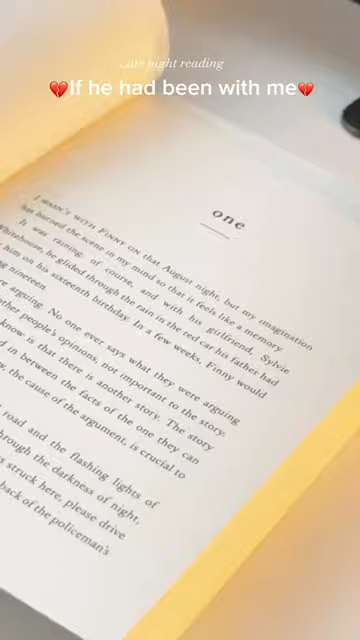 Late night reading
💔If he had been with me💔
one
I WASN'T WITH FINNY ON that August night, but my imagination
has burned the scene in my mind so that it feels like a memory.
It was raining, of course, and with his girlfriend, Sylvie
Whitehouse, he glided through the rain in the red car his father had
him on his sixteenth birthday. In a few weeks, Finny would
nineteen.
arguing. No one ever says what they were arguing
other people's opinions, not important to the story.
know is that there is another story. The story
in between the facts of the one they can
the cause of the argument, is crucial to
road and the flashing lights of
through the darkness of night,
struck here, please drive
back of the policeman's